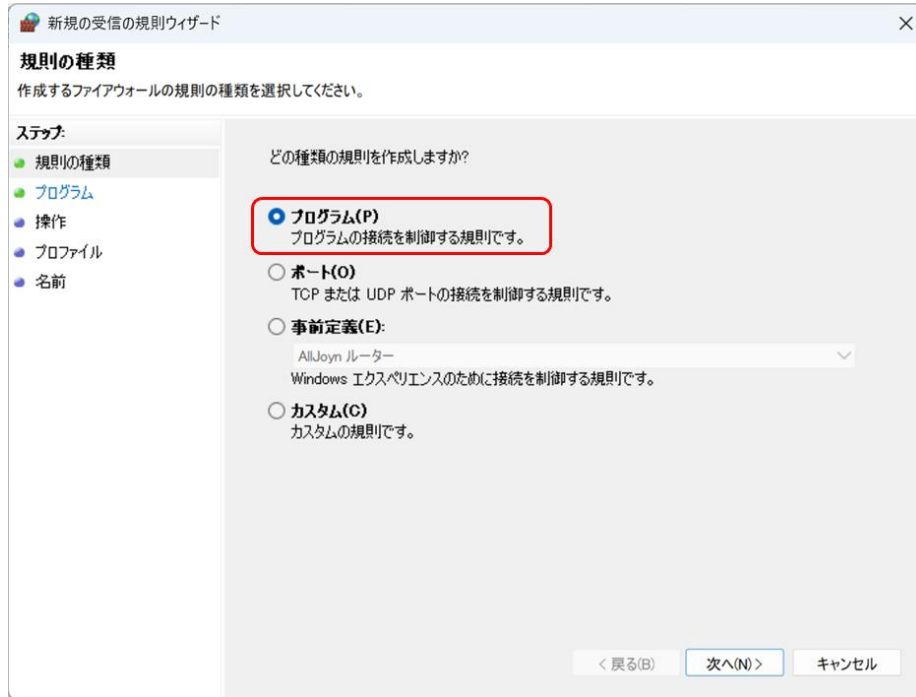 新規の受信の規則ウィザード
規則の種類
作成するファイアウォールの規則の種類を選択してください。
ステップ:
規則の種類
プログラム
操作
プロファイル
名前
どの種類の規則を作成しますか?
プログラム(P)
プログラムの接続を制御する規則です。
ポート(O)
TCP または UDP ポートの接続を制御する規則です。
事前定義(E):
AllJoyn ルーター
Windows エクスペリエンスのために接続を制御する規則です。
カスタム(C)
カスタムの規則です。
< 戻る(B)
次へ(N) >
キャンセル